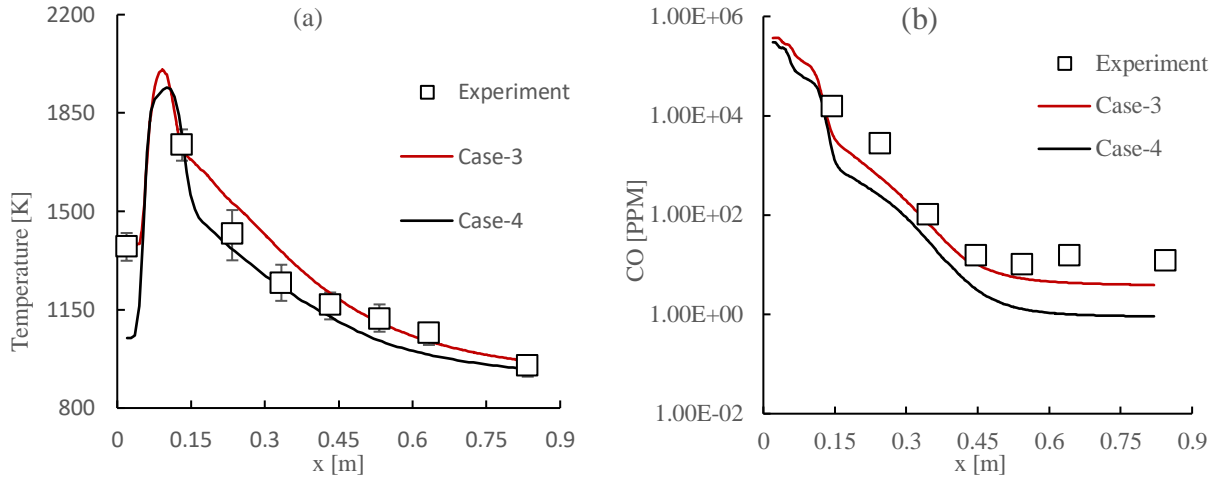 (a)
2200
1850
1500
1150
800
Temperature [K]
0 0.15 0.3 0.45 0.6 0.75 0.9
x [m]
Experiment
Case-3
Case-4
(b)
1.00E+06
1.00E+04
1.00E+02
1.00E+00
1.00E-02
CO [PPM]
0 0.15 0.3 0.45 0.6 0.75 0.9
x [m]
Experiment
Case-3
Case-4